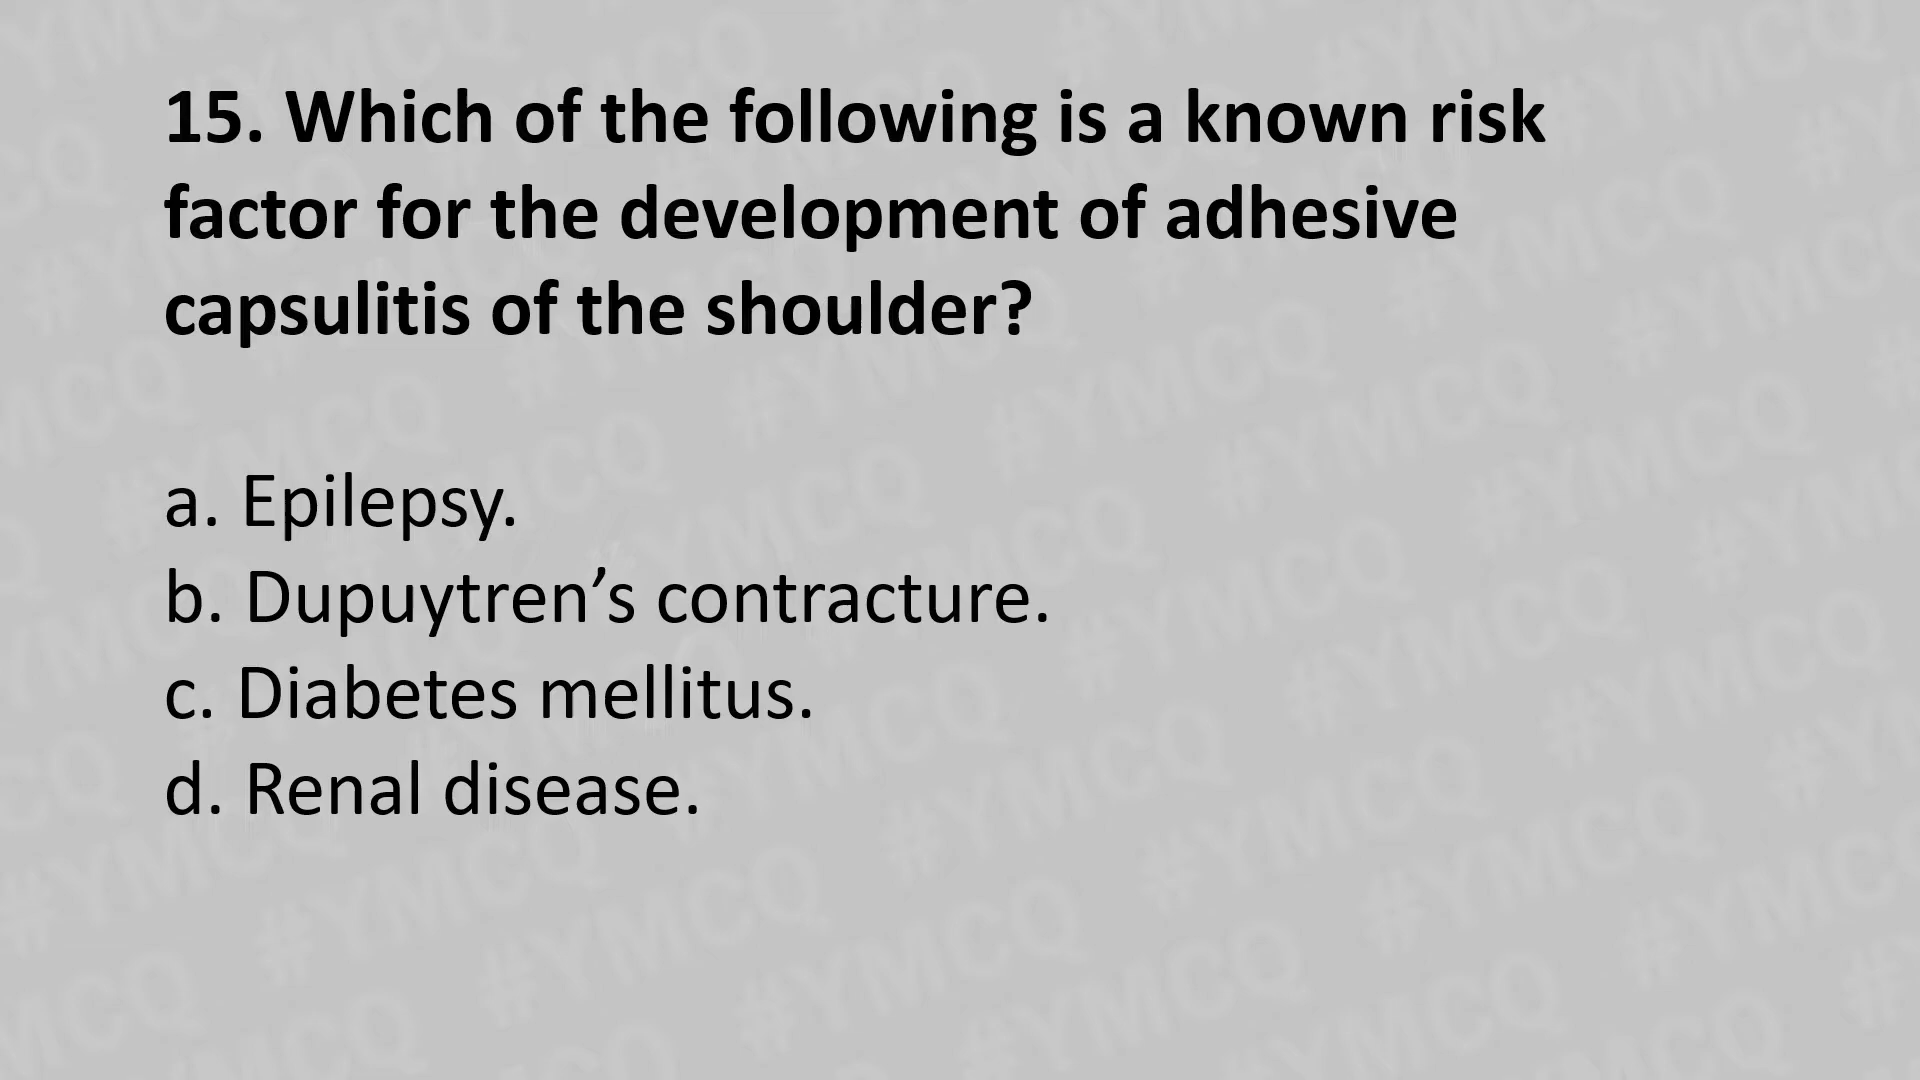 15. Which of the following is a known risk
factor for the development of adhesive
capsulitis of the shoulder?
a. Epilepsy.
b. Dupuytren’s contracture.
c. Diabetes mellitus.
d. Renal disease.
#YMCQ